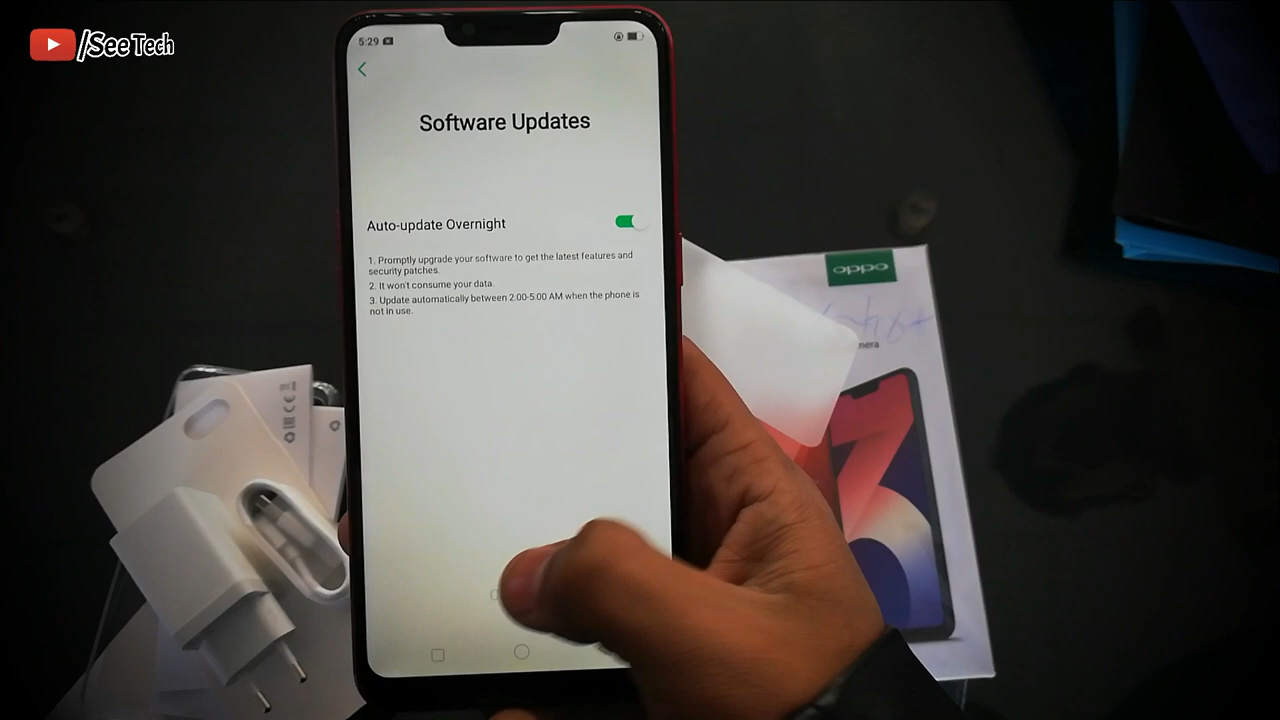 /See Tech
5:29
Software Updates
Auto-update Overnight
1. Promptly upgrade your software to get the latest features and
security patches.
2. It won't consume your data.
3. Update automatically between 2:00-5:00 AM when the phone is
not in use.
oppo